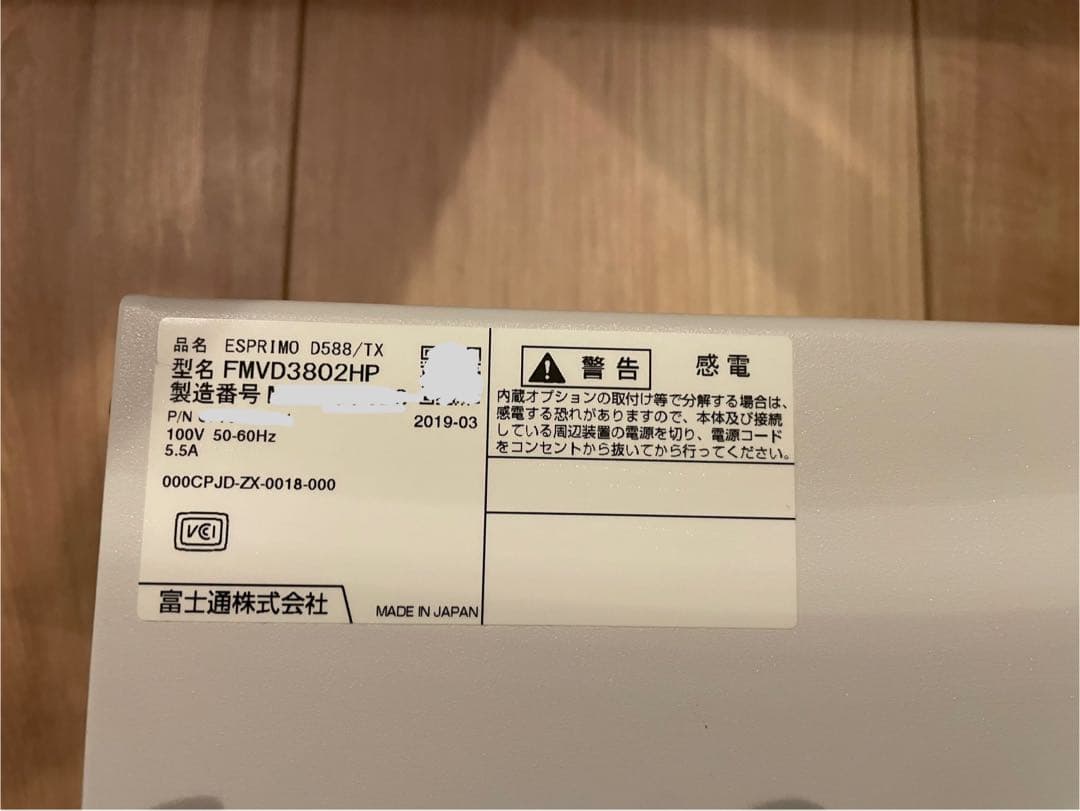 品名 ESPRIMO D588/TX
型名 FMVD3802HP
製造番号
P/N
2019-03
100V 50-60Hz
5.5A
000CPJD-ZX-0018-000
VCCI
富士通株式会社
MADE IN JAPAN
警告 感電
内蔵オプションの取付け等で分解する場合は、
感電する恐れがありますので、本体及び接続
している周辺装置の電源を切り、電源コード
をコンセントから抜いてから行ってください。